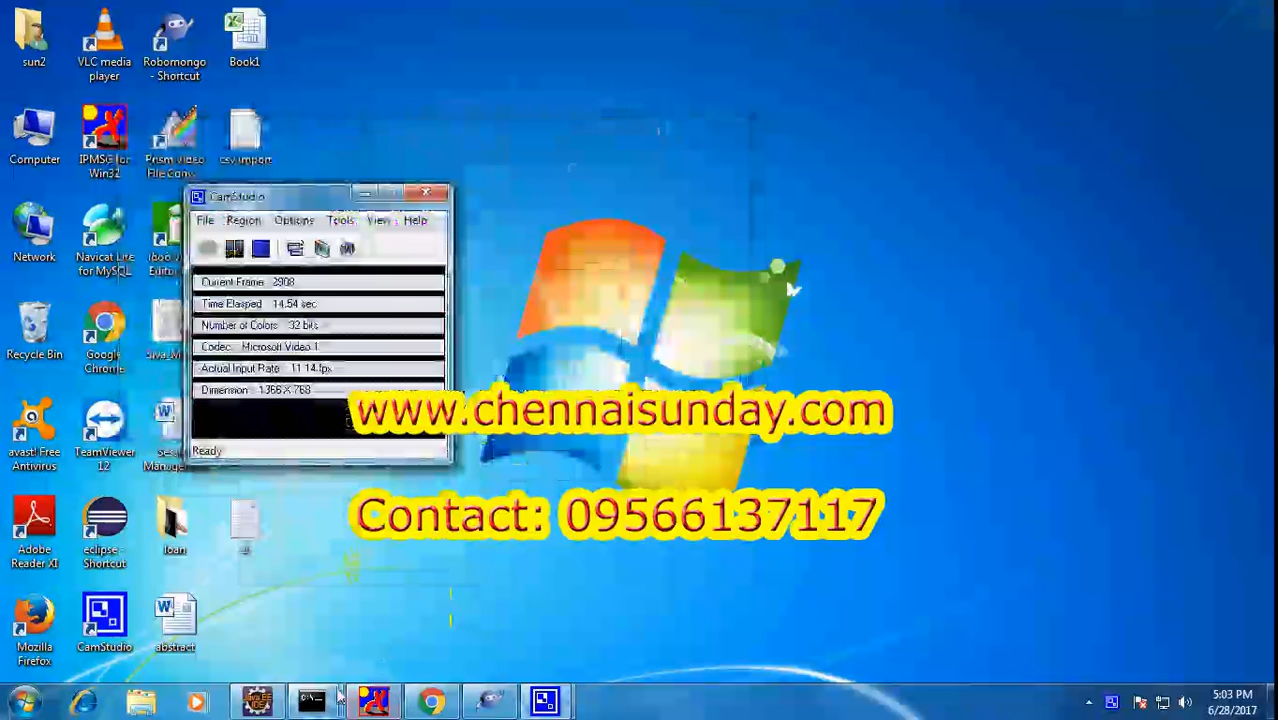 sun2
VLC media
player
Robomongo
- Shortcut
Book1
Computer
IPMSG for
Win32
Prism Video
File Conv...
csv import
CamStudio
File Region Options Tools View Help
Current Frame 2908
Time Elapsed 14.54 sec
Number of Colors 32 bits
Codec Microsoft Video 1
Actual Input Rate 11.14 fps
Dimension 1366 X 768
Ready
Network
Navicat Lite
for MySQL
Editor
Recycle Bin
Google
Chrome
www.chennaisunday.com
avast! Free
Antivirus
TeamViewer
12
Contact: 09566137117
Adobe
Reader XI
eclipse -
Shortcut
loan
Mozilla
Firefox
CamStudio
abstract
Java EE
IDE
5:03 PM
6/28/2017